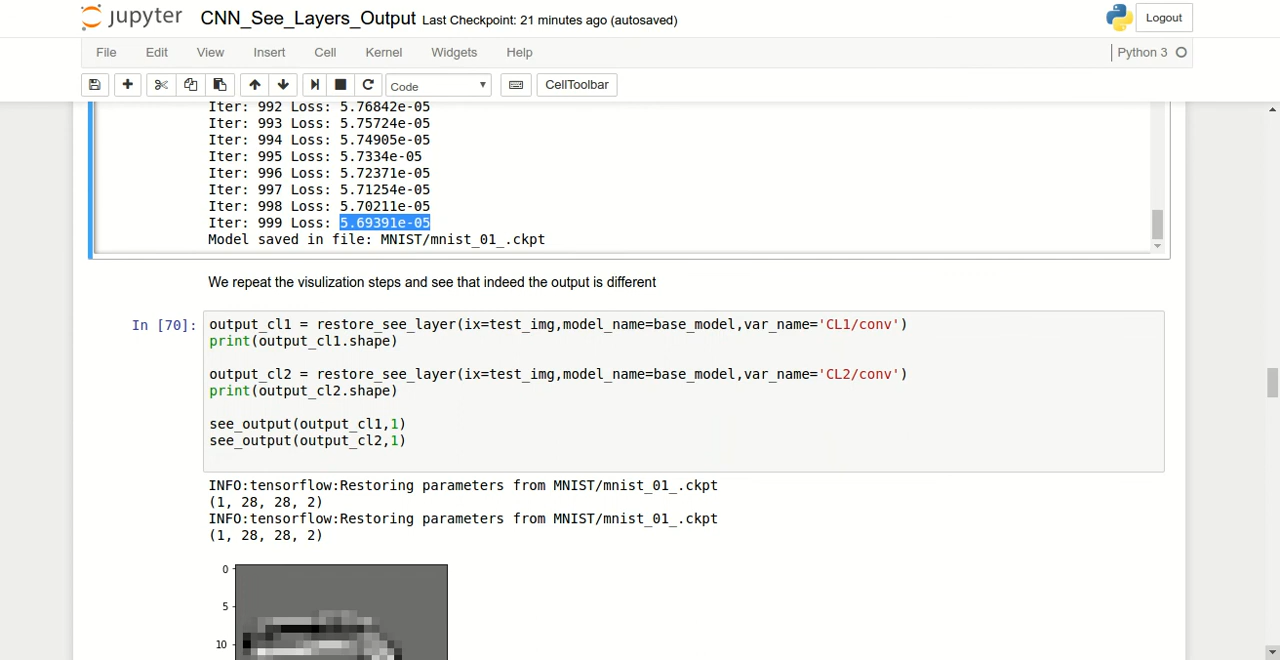 jupyter CNN_See_Layers_Output Last Checkpoint: 21 minutes ago (autosaved) Logout
File Edit View Insert Cell Kernel Widgets Help Python 3
Code CellToolbar
Iter: 992 Loss: 5.76842e-05
Iter: 993 Loss: 5.75724e-05
Iter: 994 Loss: 5.74905e-05
Iter: 995 Loss: 5.7334e-05
Iter: 996 Loss: 5.72371e-05
Iter: 997 Loss: 5.71254e-05
Iter: 998 Loss: 5.70211e-05
Iter: 999 Loss: 5.69391e-05
Model saved in file: MNIST/mnist_01_.ckpt
We repeat the visulization steps and see that indeed the output is different
In [70]: output_cl1 = restore_see_layer(ix=test_img,model_name=base_model,var_name='CL1/conv')
print(output_cl1.shape)
output_cl2 = restore_see_layer(ix=test_img,model_name=base_model,var_name='CL2/conv')
print(output_cl2.shape)
see_output(output_cl1,1)
see_output(output_cl2,1)
INFO:tensorflow:Restoring parameters from MNIST/mnist_01_.ckpt
(1, 28, 28, 2)
INFO:tensorflow:Restoring parameters from MNIST/mnist_01_.ckpt
(1, 28, 28, 2)
0
5
10